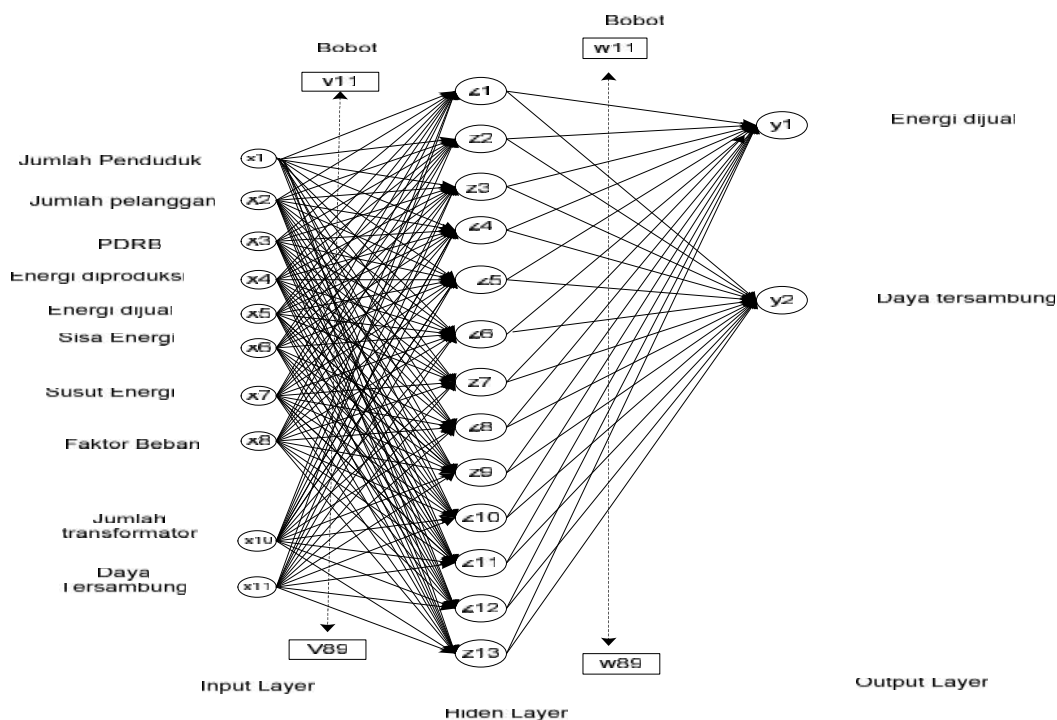 Bobot
v11
Bobot
w11
Jumlah Penduduk
Jumlah pelanggan
PDRB
Energi diproduksi
Energi dijual
Sisa Energi
Susut Energi
Faktor Beban
Jumlah
transformator
Daya
Tersambung
x1
x2
x3
x4
x5
x6
x7
x8
x10
x11
z1
z2
z3
z4
z5
z6
z7
z8
z9
z10
z11
z12
z13
y1
y2
Energi dijual
Daya tersambung
V89
w89
Input Layer
Hiden Layer
Output Layer